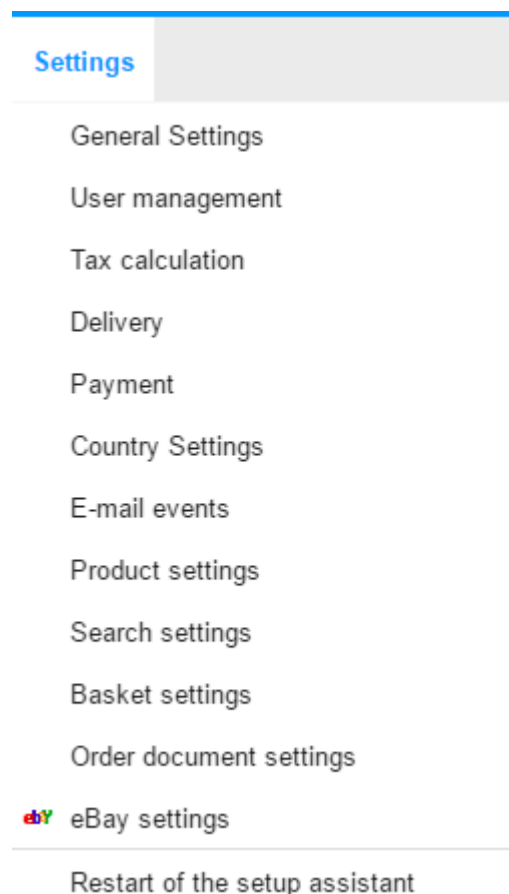 Settings
General Settings
User management
Tax calculation
Delivery
Payment
Country Settings
E-mail events
Product settings
Search settings
Basket settings
Order document settings
ebY eBay settings
Restart of the setup assistant